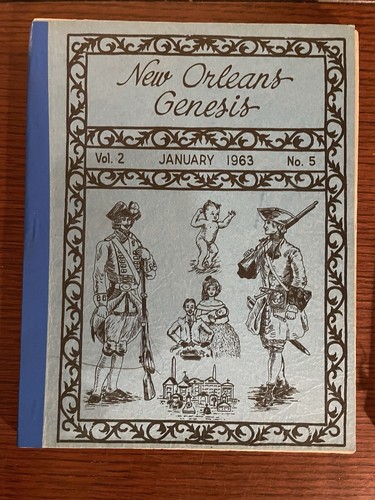 New Orleans
Genesis
Vol. 2 JANUARY 1963 No. 5